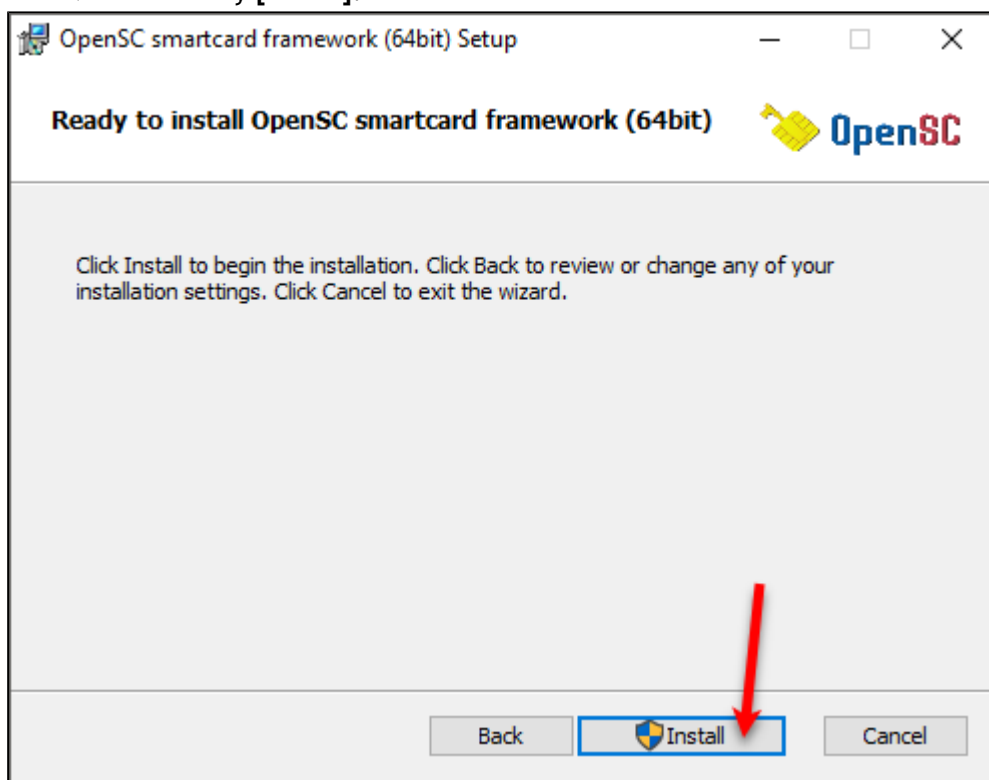 OpenSC smartcard framework (64bit) Setup
Ready to install OpenSC smartcard framework (64bit)
OpenSC
Click Install to begin the installation. Click Back to review or change any of your
installation settings. Click Cancel to exit the wizard.
Back
Install
Cancel